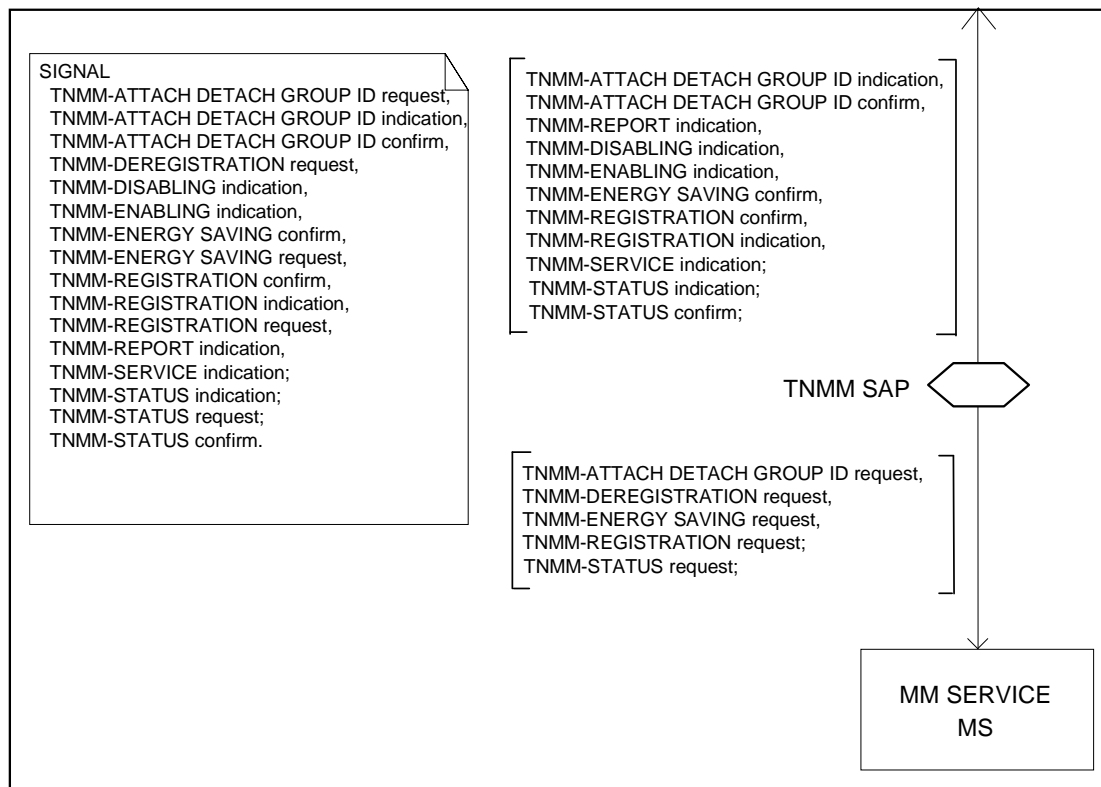 SIGNAL
TNMM-ATTACH DETACH GROUP ID request,
TNMM-ATTACH DETACH GROUP ID indication,
TNMM-ATTACH DETACH GROUP ID confirm,
TNMM-DEREGISTRATION request,
TNMM-DISABLING indication,
TNMM-ENABLING indication,
TNMM-ENERGY SAVING confirm,
TNMM-ENERGY SAVING request,
TNMM-REGISTRATION confirm,
TNMM-REGISTRATION indication,
TNMM-REGISTRATION request,
TNMM-REPORT indication,
TNMM-SERVICE indication;
TNMM-STATUS indication;
TNMM-STATUS request;
TNMM-STATUS confirm.
TNMM-ATTACH DETACH GROUP ID indication,
TNMM-ATTACH DETACH GROUP ID confirm,
TNMM-REPORT indication,
TNMM-DISABLING indication,
TNMM-ENABLING indication,
TNMM-ENERGY SAVING confirm,
TNMM-REGISTRATION confirm,
TNMM-REGISTRATION indication,
TNMM-SERVICE indication;
TNMM-STATUS indication;
TNMM-STATUS confirm;
TNMM SAP
TNMM-ATTACH DETACH GROUP ID request,
TNMM-DEREGISTRATION request,
TNMM-ENERGY SAVING request,
TNMM-REGISTRATION request;
TNMM-STATUS request;
MM SERVICE
MS